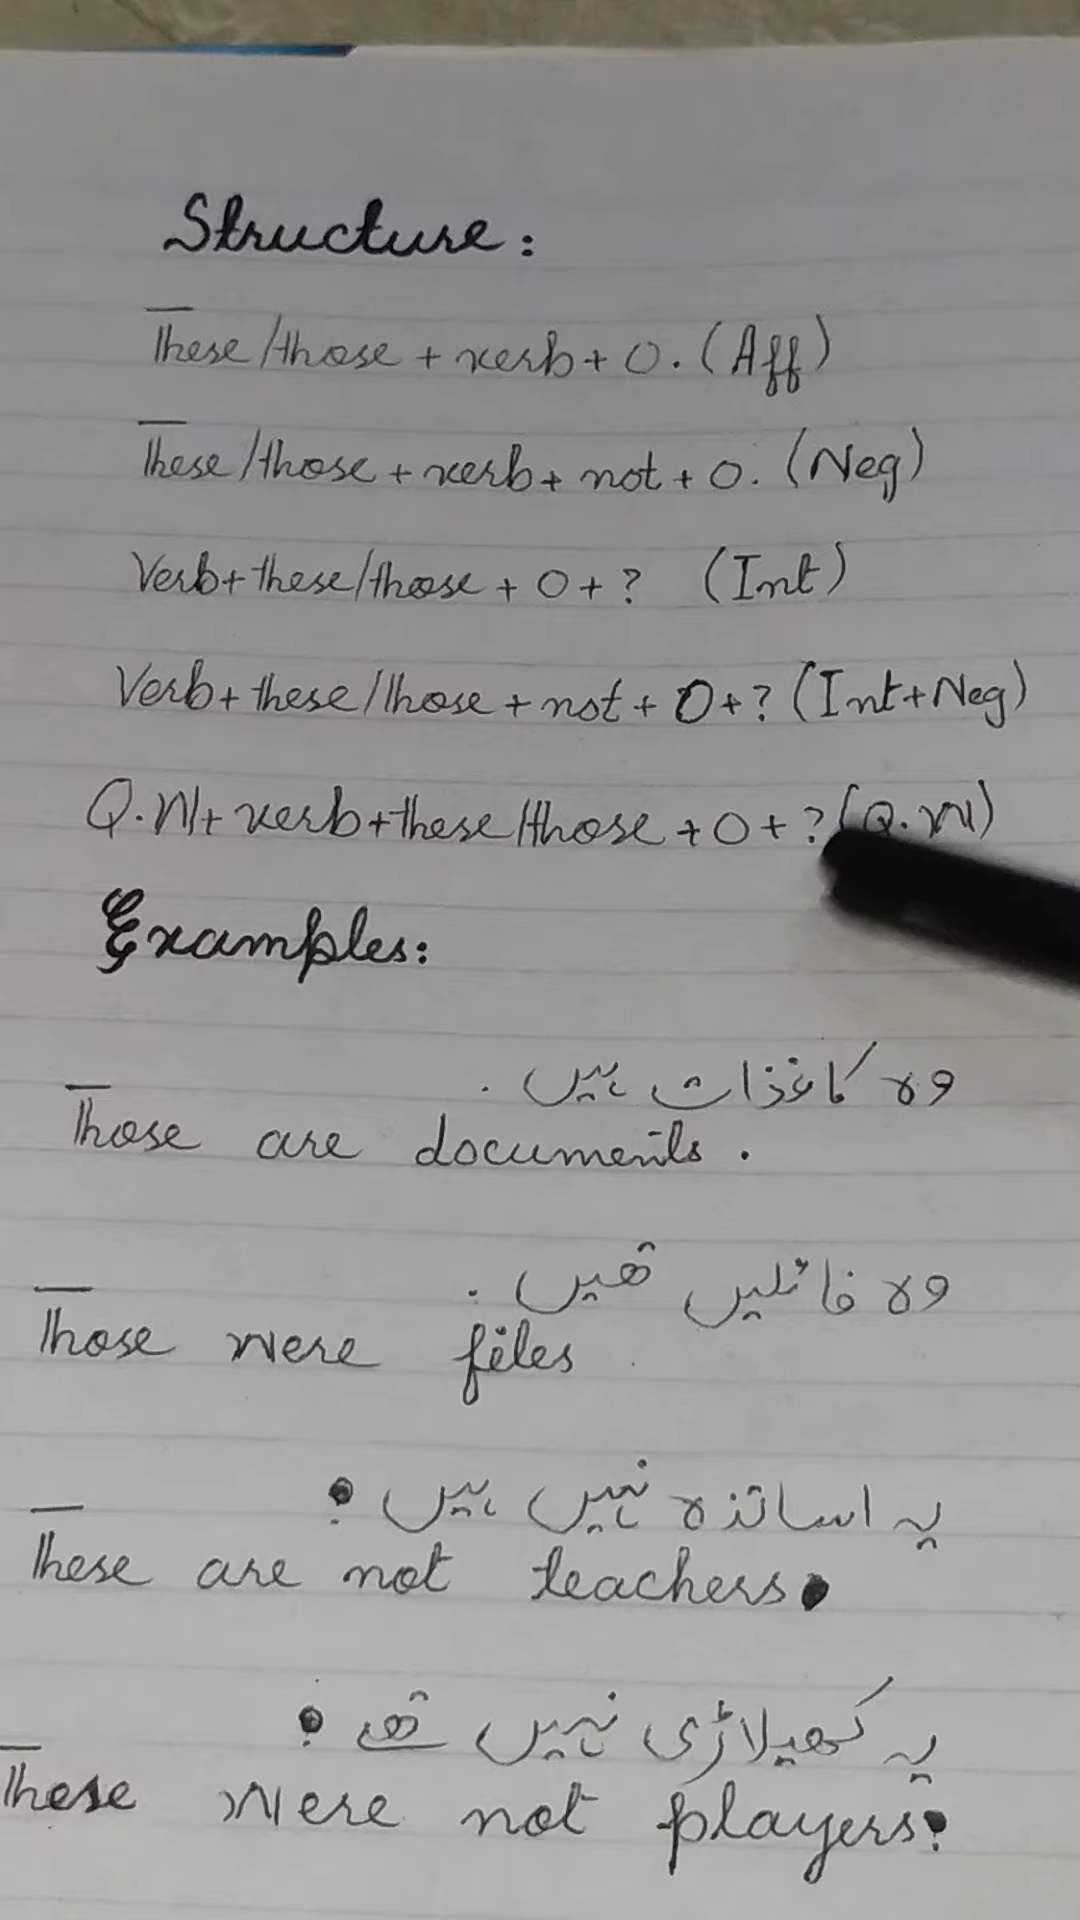 Structure:
These/those + verb + O. (Aff)
These/those + verb + not + O. (Neg)
Verb + these/those + O + ? (Int)
Verb + these/those + not + O + ? (Int + Neg)
Q.W + verb + these/those + O + ? (Q.W)
Examples:
وہ کاغذات ہیں .
Those are documents .
وہ فائلیں تھیں .
Those were files .
یہ اساتذہ نہیں ہیں .
These are not teachers.
یہ کھیلاڑی نہیں تھے .
These were not players.